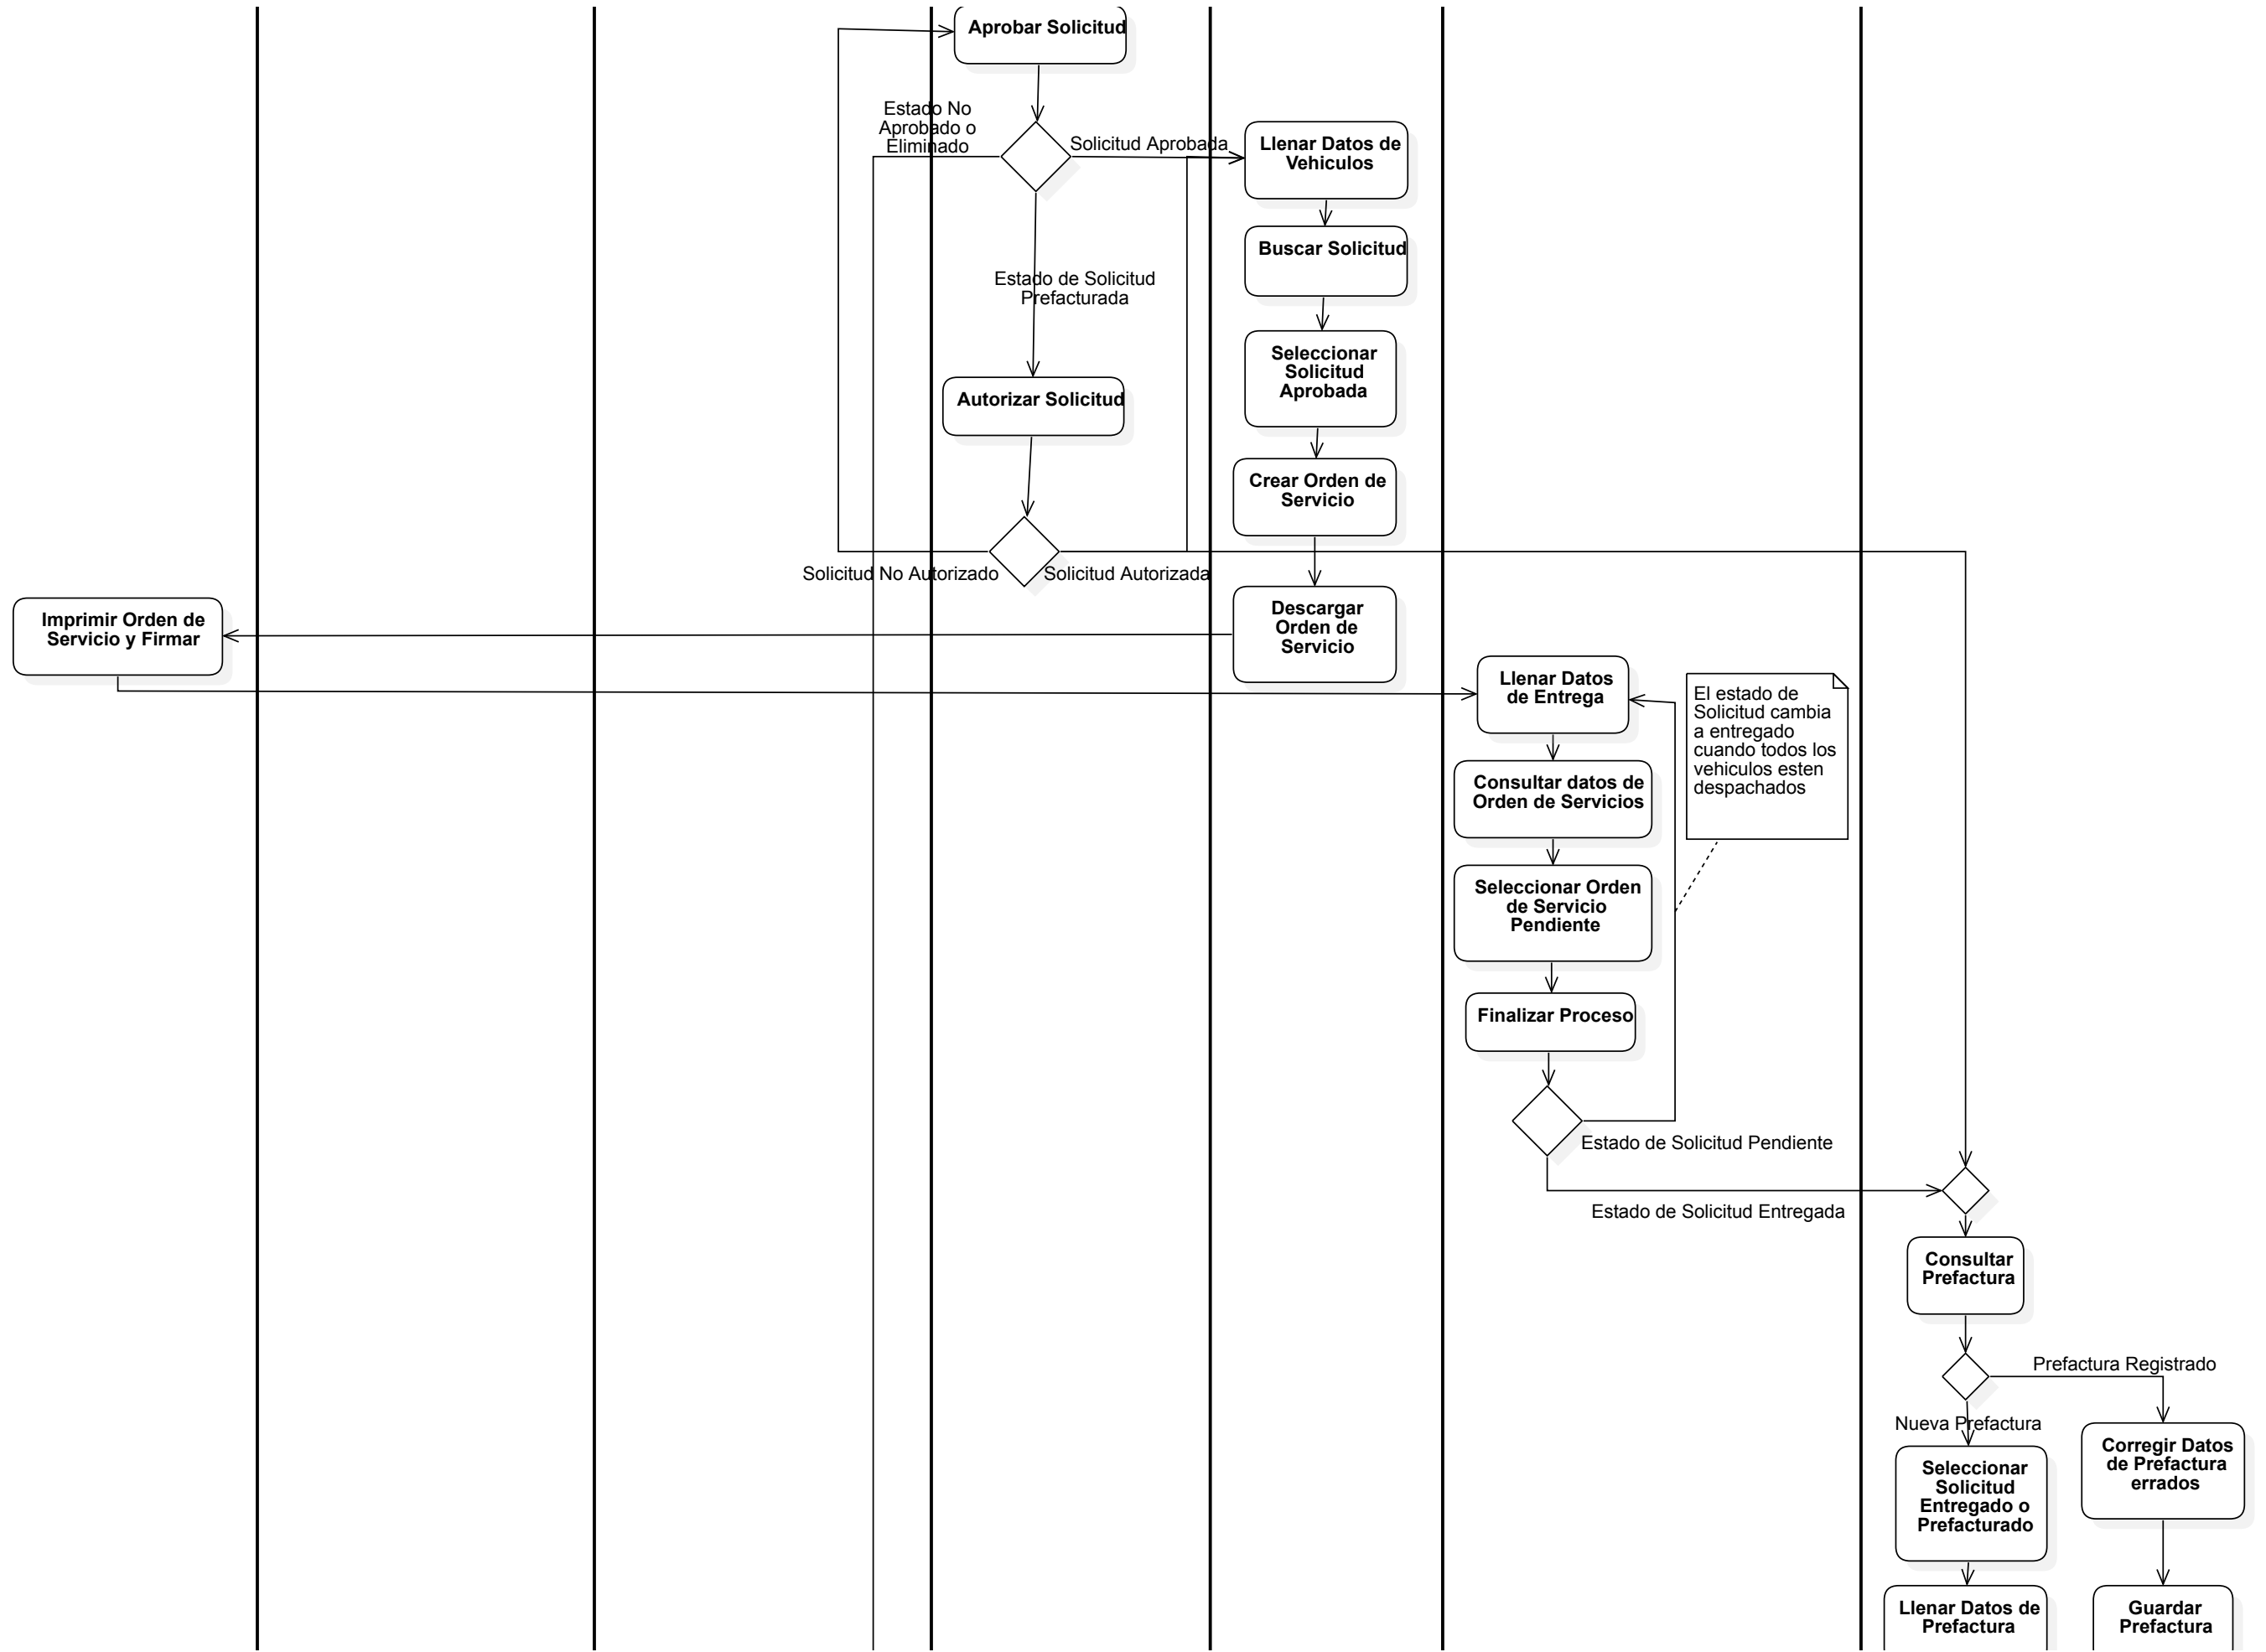 Aprobar Solicitud
Estado No
Aprobado o
Eliminado
Solicitud Aprobada
Llenar Datos de
Vehiculos
Buscar Solicitud
Estado de Solicitud
Prefacturada
Seleccionar
Solicitud
Aprobada
Autorizar Solicitud
Crear Orden de
Servicio
Solicitud No Autorizado
Solicitud Autorizada
Imprimir Orden de
Servicio y Firmar
Descargar
Orden de
Servicio
Llenar Datos
de Entrega
El estado de
Solicitud cambia
a entregado
cuando todos los
vehiculos esten
despachados
Consultar datos de
Orden de Servicios
Seleccionar Orden
de Servicio
Pendiente
Finalizar Proceso
Estado de Solicitud Pendiente
Estado de Solicitud Entregada
Consultar
Prefactura
Prefactura Registrado
Nueva Prefactura
Corregir Datos
de Prefactura
errados
Seleccionar
Solicitud
Entregado o
Prefacturado
Llenar Datos de
Prefactura
Guardar
Prefactura